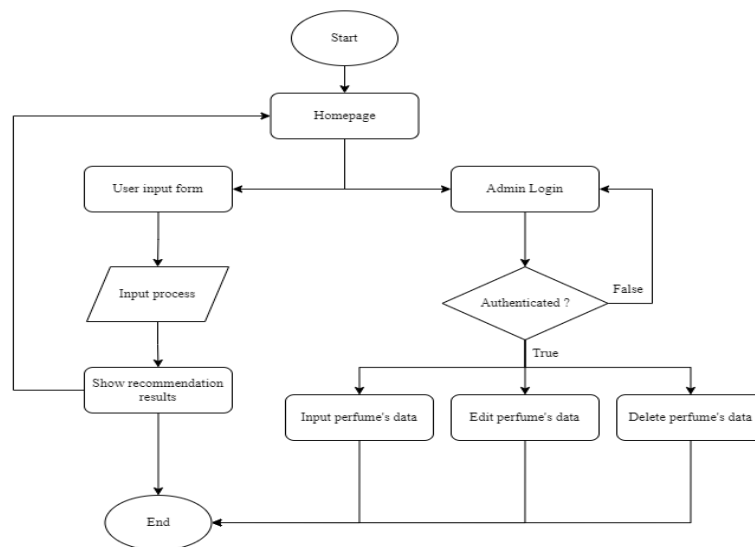 Start
Homepage
User input form
Admin Login
Input process
Authenticated ?
False
True
Show recommendation
results
Input perfume's data
Edit perfume's data
Delete perfume's data
End